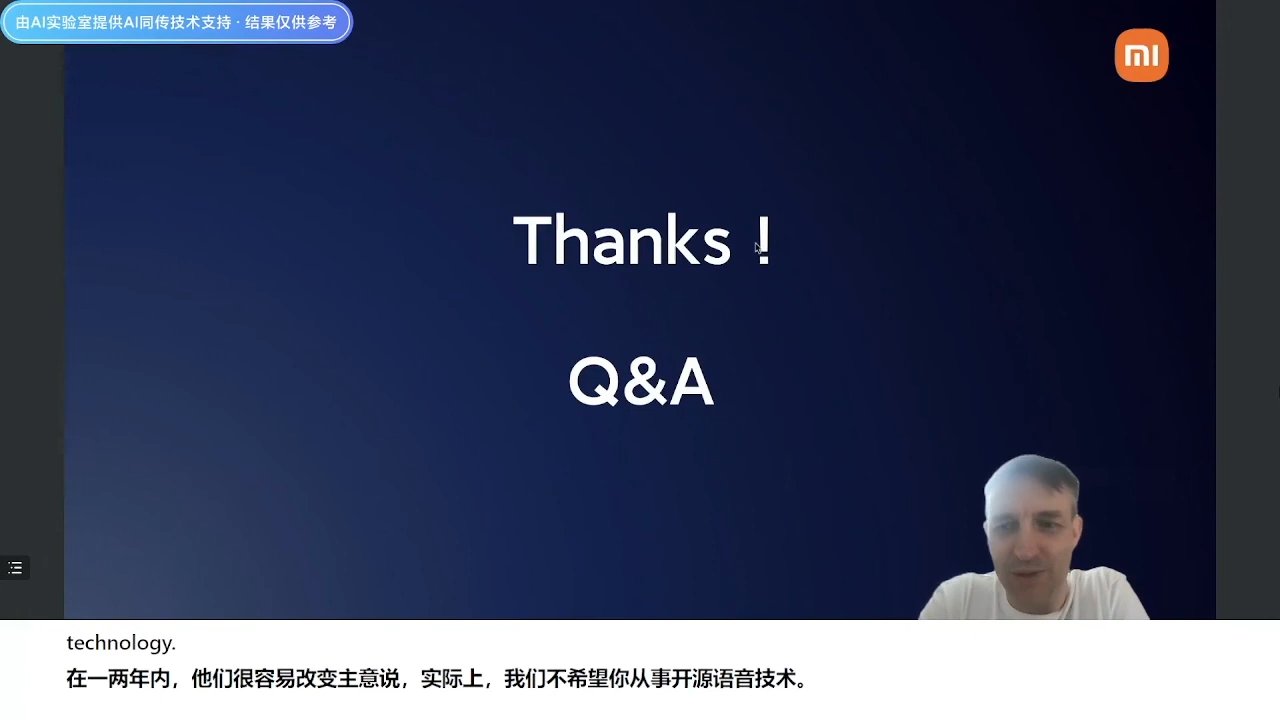 由AI实验室提供AI同传技术支持 · 结果仅供参考
mi
Thanks !
Q&A
technology.
在一两年内，他们很容易改变主意说，实际上，我们不希望你从事开源语音技术。